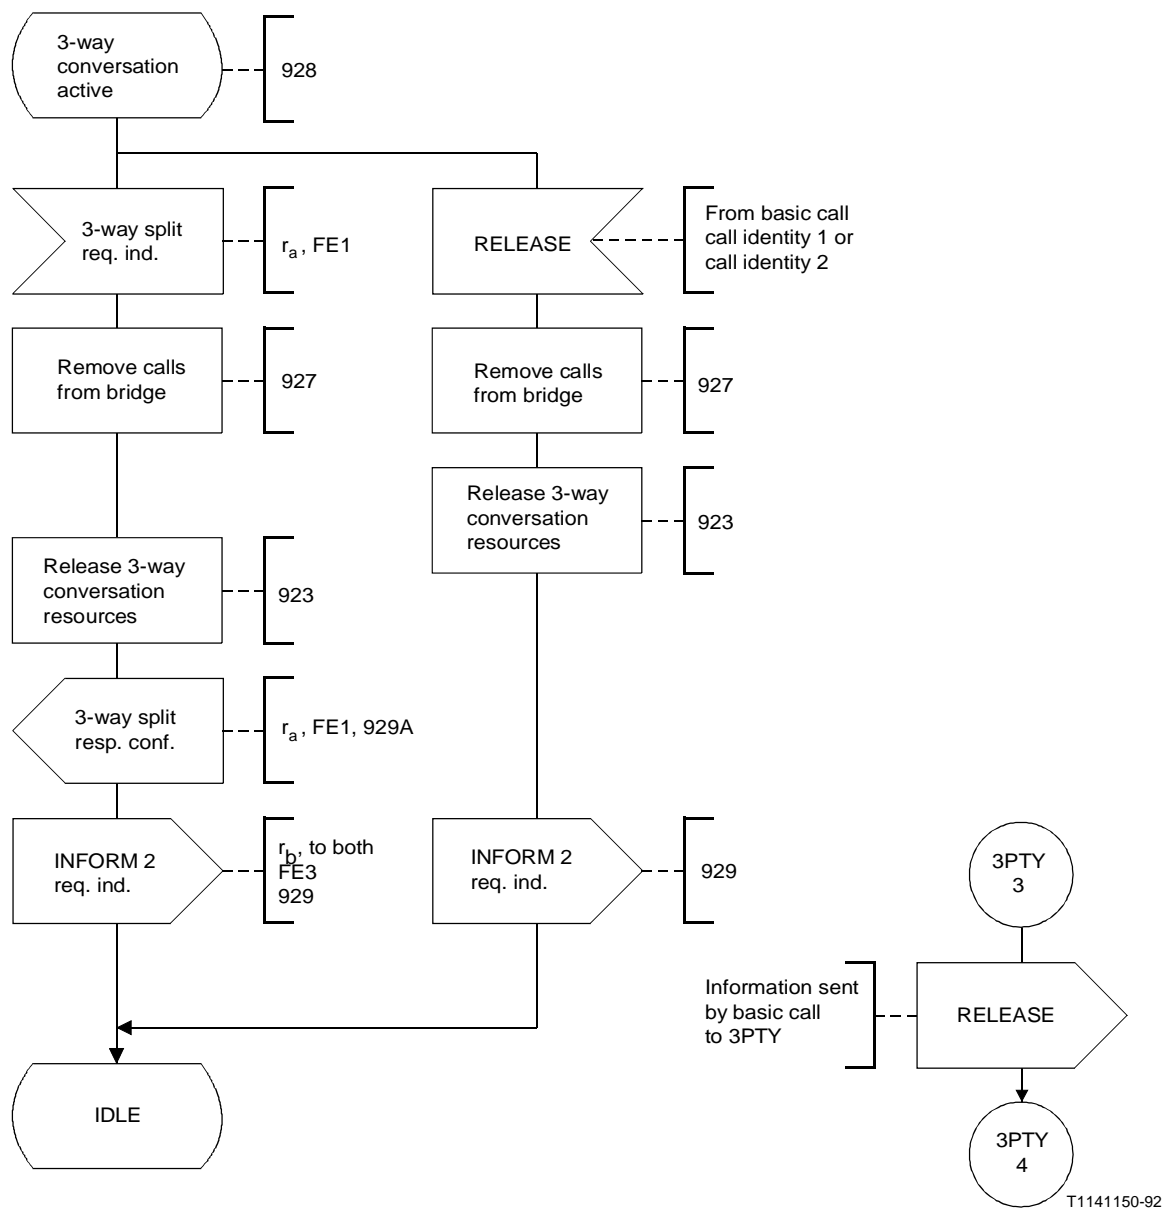 3-way
conversation
active
928
3-way split
req. ind.
ra, FE1
RELEASE
From basic call
call identity 1 or
call identity 2
Remove calls
from bridge
927
Remove calls
from bridge
927
Release 3-way
conversation
resources
923
Release 3-way
conversation
resources
923
3-way split
resp. conf.
ra, FE1, 929A
INFORM 2
req. ind.
rb, to both
FE3
929
INFORM 2
req. ind.
929
3PTY
3
Information sent
by basic call
to 3PTY
RELEASE
IDLE
3PTY
4
T1141150-92